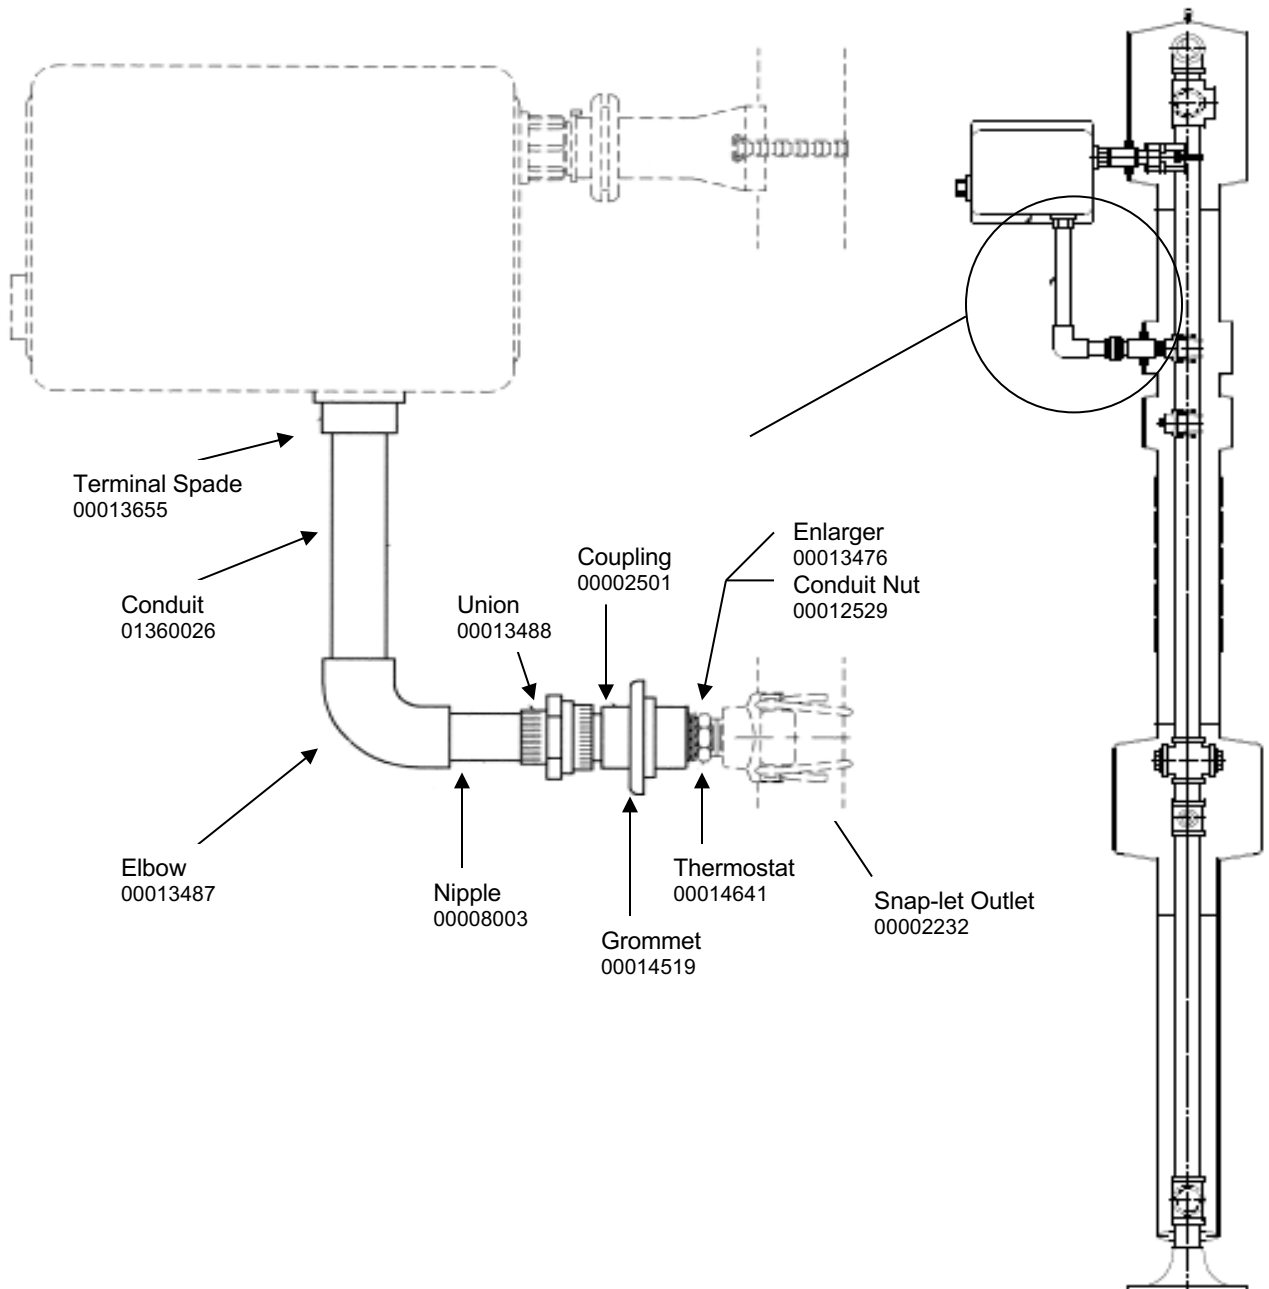 Terminal Spade
00013655
Conduit
01360026
Union
00013488
Coupling
00002501
Enlarger
00013476
Conduit Nut
00012529
Elbow
00013487
Nipple
00008003
Grommet
00014519
Thermostat
00014641
Snap-let Outlet
00002232